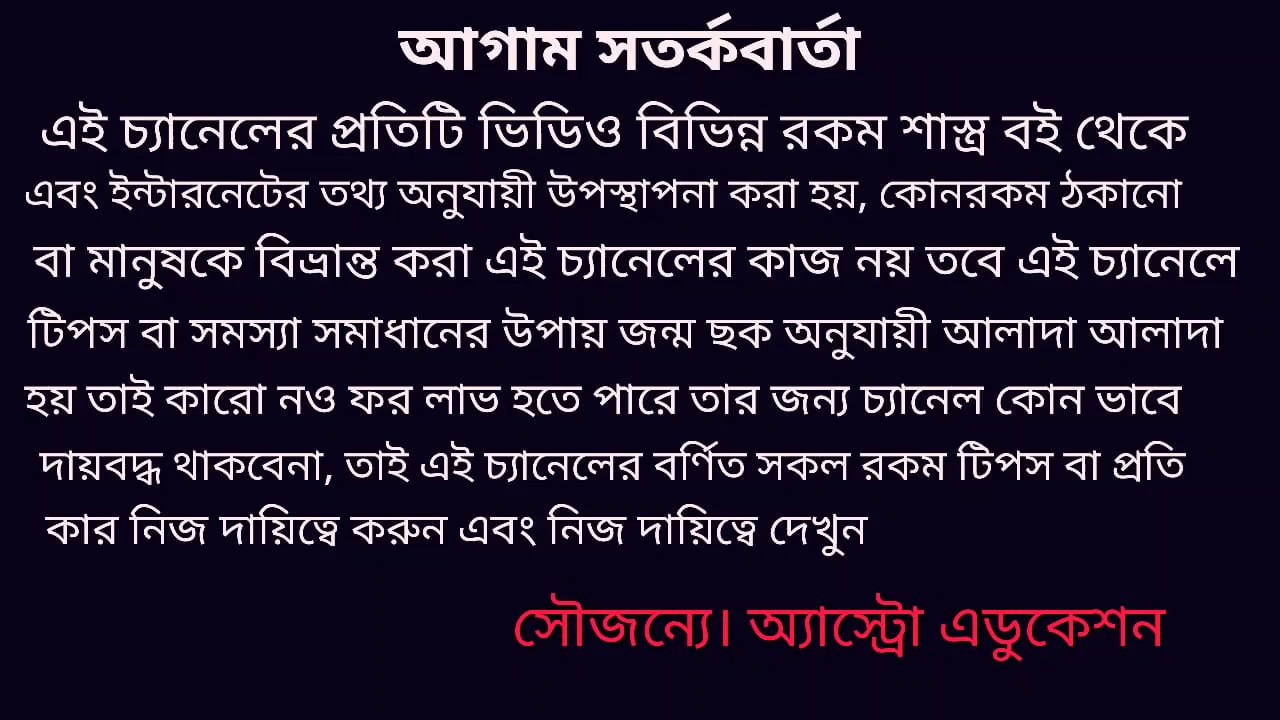 আগাম সতর্কবার্তা
এই চ্যানেলের প্রতিটি ভিডিও বিভিন্ন রকম শাস্ত্র বই থেকে
এবং ইন্টারনেটের তথ্য অনুযায়ী উপস্থাপনা করা হয়, কোনরকম ঠকানো
বা মানুষকে বিভ্রান্ত করা এই চ্যানেলের কাজ নয় তবে এই চ্যানেলে
টিপস বা সমস্যা সমাধানের উপায় জন্ম ছক অনুযায়ী আলাদা আলাদা
হয় তাই কারো নও ফর লাভ হতে পারে তার জন্য চ্যানেল কোন ভাবে
দায়বদ্ধ থাকবেনা, তাই এই চ্যানেলের বর্ণিত সকল রকম টিপস বা প্রতি
কার নিজ দায়িত্বে করুন এবং নিজ দায়িত্বে দেখুন
সৌজন্যে। অ্যাস্ট্রো এডুকেশন